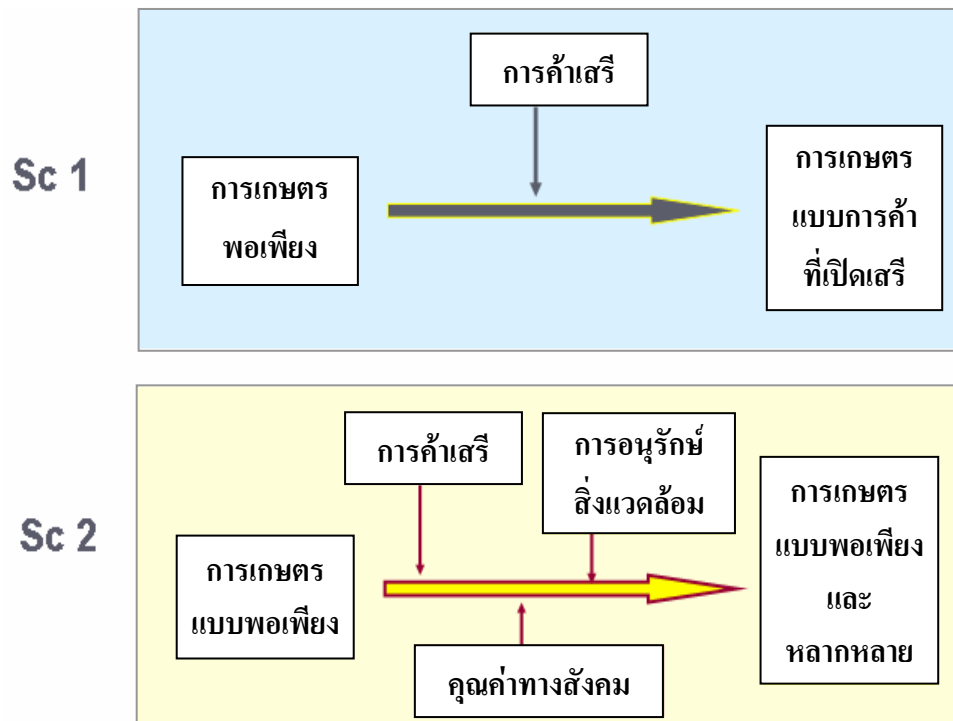 การค้าเสรี
Sc 1
การเกษตร
พอเพียง
การเกษตร
แบบการค้า
ที่เปิดเสรี
การค้าเสรี
การอนุรักษ์
สิ่งแวดล้อม
Sc 2
การเกษตร
แบบพอเพียง
การเกษตร
แบบพอเพียง
และ
หลากหลาย
คุณค่าทางสังคม